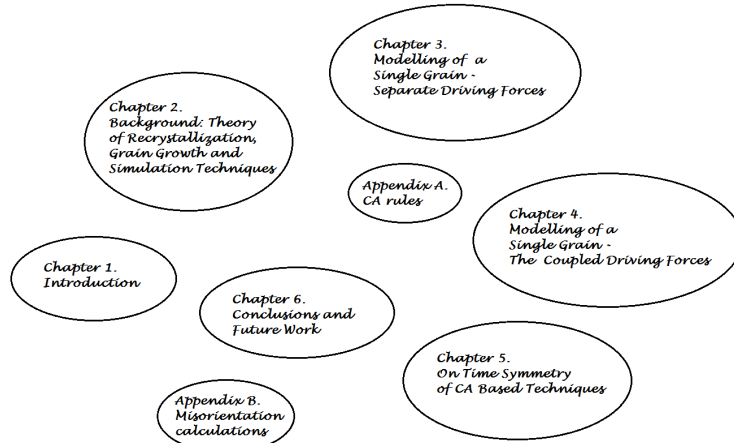 Chapter 3.
Modelling of a
Single Grain -
Separate Driving Forces
Chapter 2.
Background: Theory
of Recrystallization,
Grain Growth and
Simulation Techniques
Appendix A.
CA rules
Chapter 4.
Modelling of a
Single Grain -
The Coupled Driving Forces
Chapter 1.
Introduction
Chapter 6.
Conclusions and
Future Work
Chapter 5.
On Time Symmetry
of CA Based Techniques
Appendix B.
Misorientation
calculations